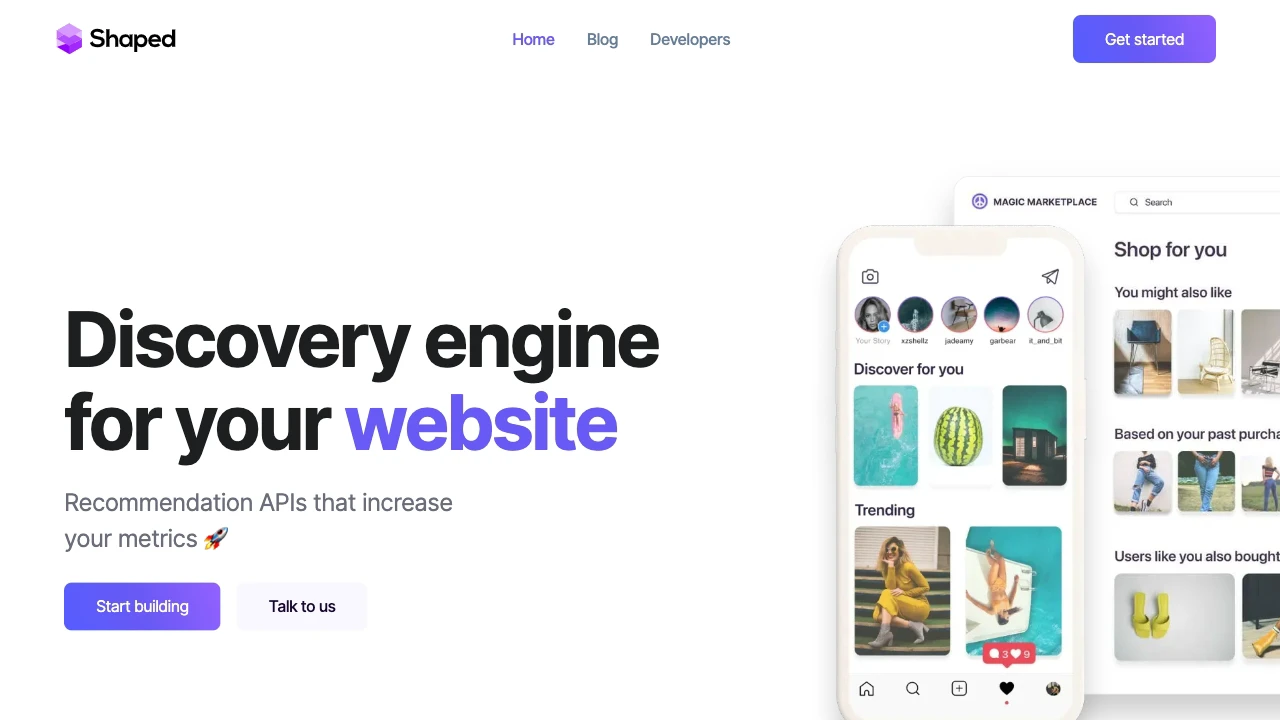 Shaped
Home
Blog
Developers
Get started
Discovery engine
for your website
Recommendation APIs that increase
your metrics 🚀
Start building
Talk to us
MAGIC MARKETPLACE
Search
Shop for you
You might also like
Based on your past purcha
Users like you also bought
Your Story
xzshellz
jadeamy
garbear
it_and_bit
Discover for you
Trending
3
9